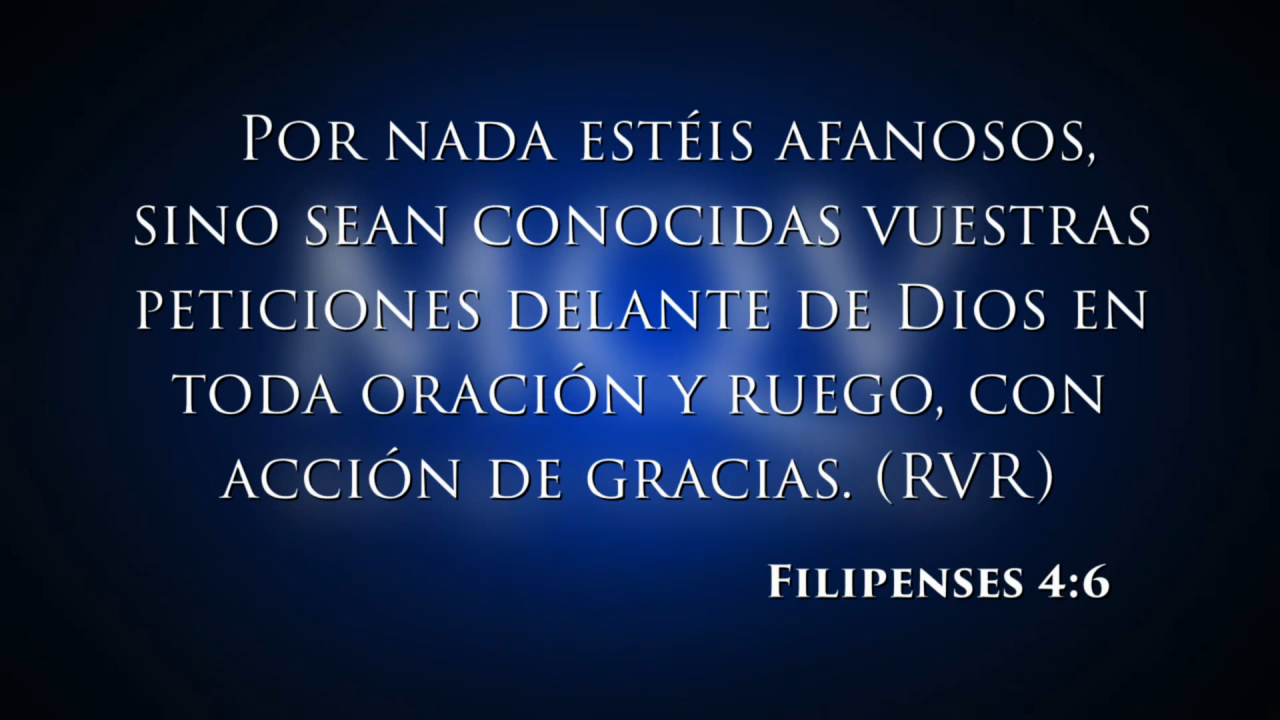 Por nada estéis afanosos,
sino sean conocidas vuestras
peticiones delante de Dios en
toda oración y ruego, con
acción de gracias. (RVR)
Filipenses 4:6